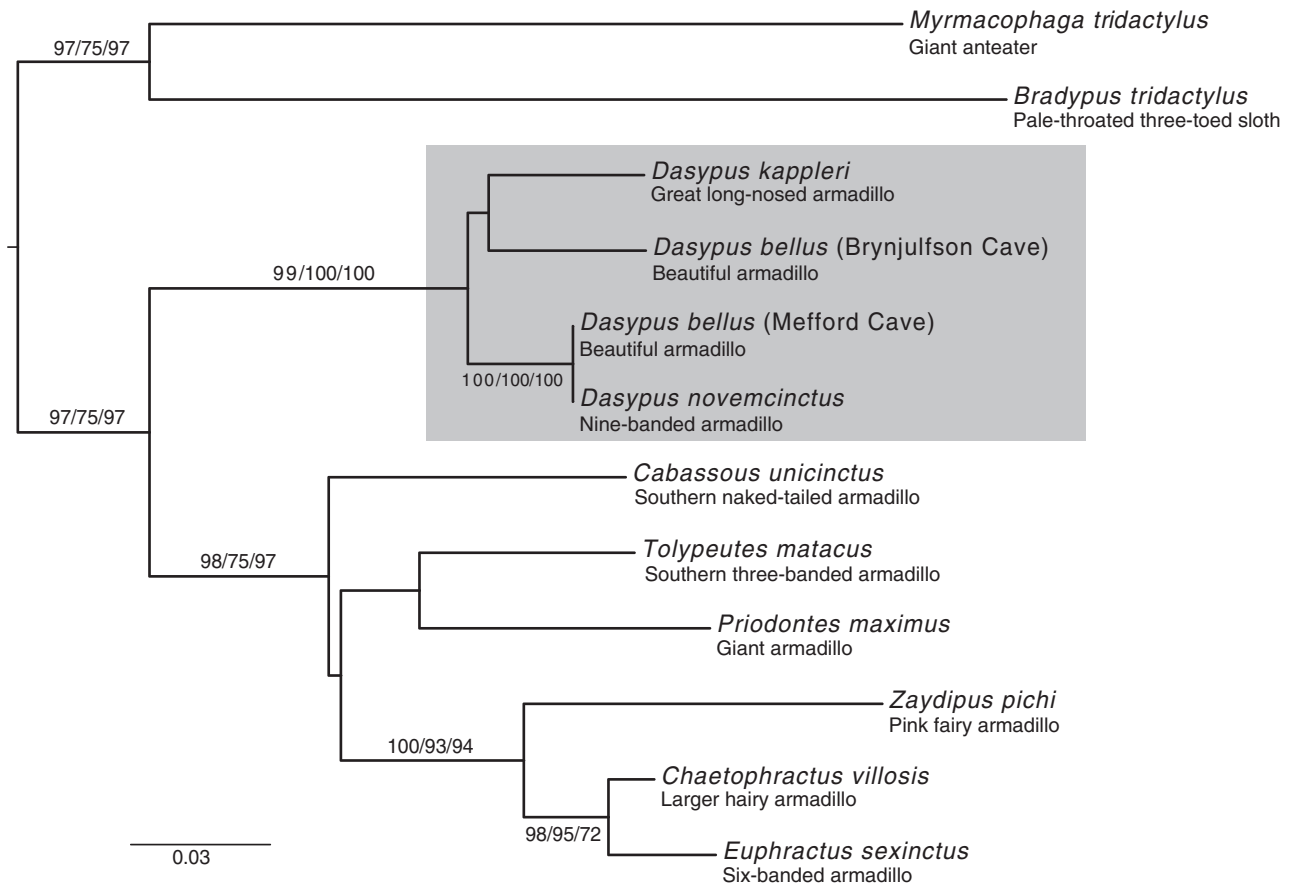 Myrmacophaga tridactylus
Giant anteater
97/75/97
Bradypus tridactylus
Pale-throated three-toed sloth
Dasypus kappleri
Great long-nosed armadillo
Dasypus bellus (Brynjulfson Cave)
Beautiful armadillo
99/100/100
Dasypus bellus (Mefford Cave)
Beautiful armadillo
100/100/100
Dasypus novemcinctus
Nine-banded armadillo
97/75/97
Cabassous unicinctus
Southern naked-tailed armadillo
98/75/97
Tolypeutes matacus
Southern three-banded armadillo
Priodontes maximus
Giant armadillo
Zaydipus pichi
Pink fairy armadillo
100/93/94
Chaetophractus villosis
Larger hairy armadillo
98/95/72
Euphractus sexinctus
Six-banded armadillo
0.03